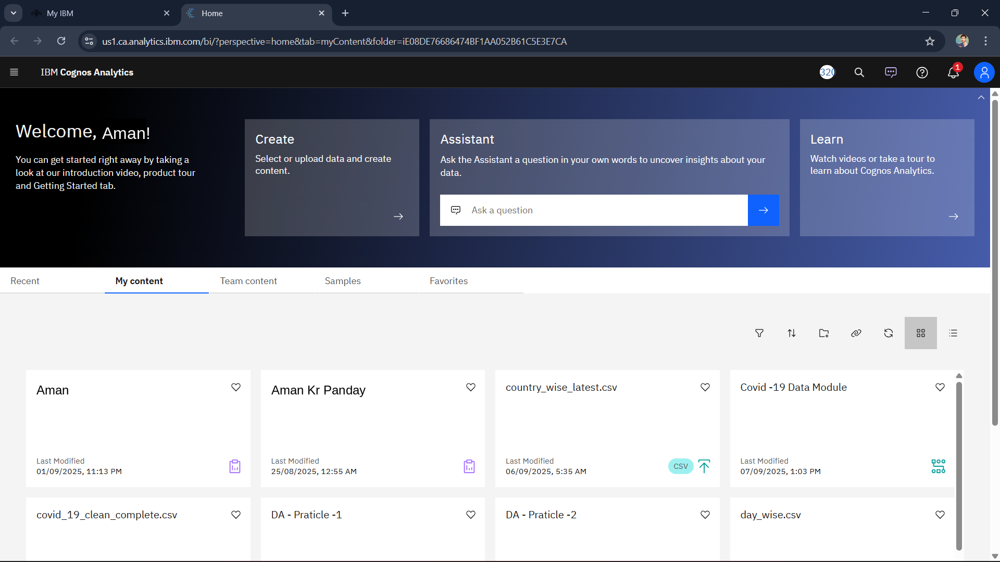 My IBM
Home
us1.ca.analytics.ibm.com/bi/?perspective=home&tab=myContent&folder=iE08DE76686474BF1AA052B61C5E3E7CA
IBM Cognos Analytics
320
1
Welcome, Aman!
You can get started right away by taking a
look at our introduction video, product tour
and Getting Started tab.
Create
Select or upload data and create
content.
Assistant
Ask the Assistant a question in your own words to uncover insights about your
data.
Ask a question
Learn
Watch videos or take a tour to
learn about Cognos Analytics.
Recent
My content
Team content
Samples
Favorites
Aman
Last Modified
01/09/2025, 11:13 PM
Aman Kr Panday
Last Modified
25/08/2025, 12:55 AM
country_wise_latest.csv
Last Modified
06/09/2025, 5:35 AM
CSV
Covid -19 Data Module
Last Modified
07/09/2025, 1:03 PM
covid_19_clean_complete.csv
DA - Praticle -1
DA - Praticle -2
day_wise.csv